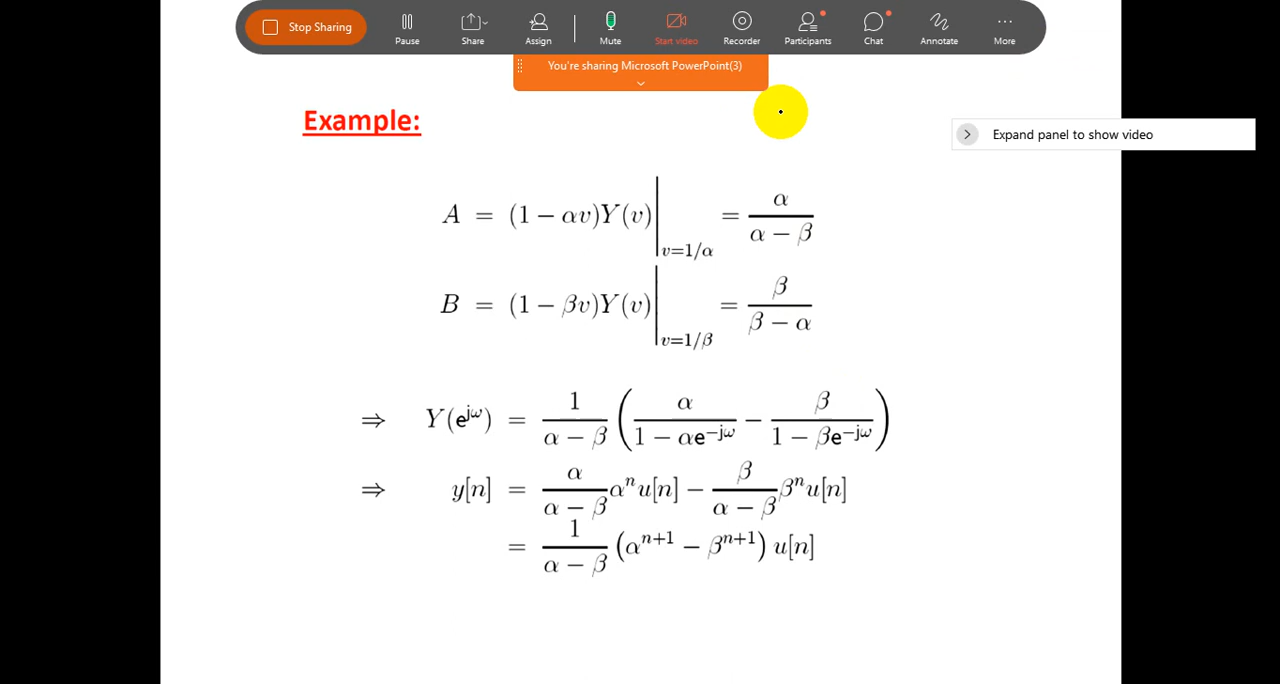 Stop Sharing
Pause
Share
Assign
Mute
Start video
Recorder
Participants
Chat
Annotate
More
You're sharing Microsoft PowerPoint(3)
Expand panel to show video
Example:
A = (1 − αv)Y(v)|_{v=1/α} = α/(α − β)
B = (1 − βv)Y(v)|_{v=1/β} = β/(β − α)
⇒ Y(e^{jω}) = 1/(α − β) (α/(1 − αe^{−jω}) − β/(1 − βe^{−jω}))
⇒ y[n] = α/(α − β) α^n u[n] − β/(α − β) β^n u[n]
= 1/(α − β) (α^{n+1} − β^{n+1}) u[n]